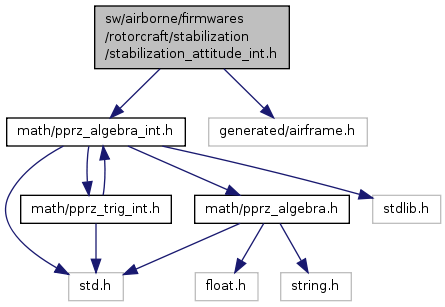 sw/airborne/firmwares
/rotorcraft/stabilization
/stabilization_attitude_int.h
math/pprz_algebra_int.h
generated/airframe.h
math/pprz_trig_int.h
math/pprz_algebra.h
stdlib.h
std.h
float.h
string.h